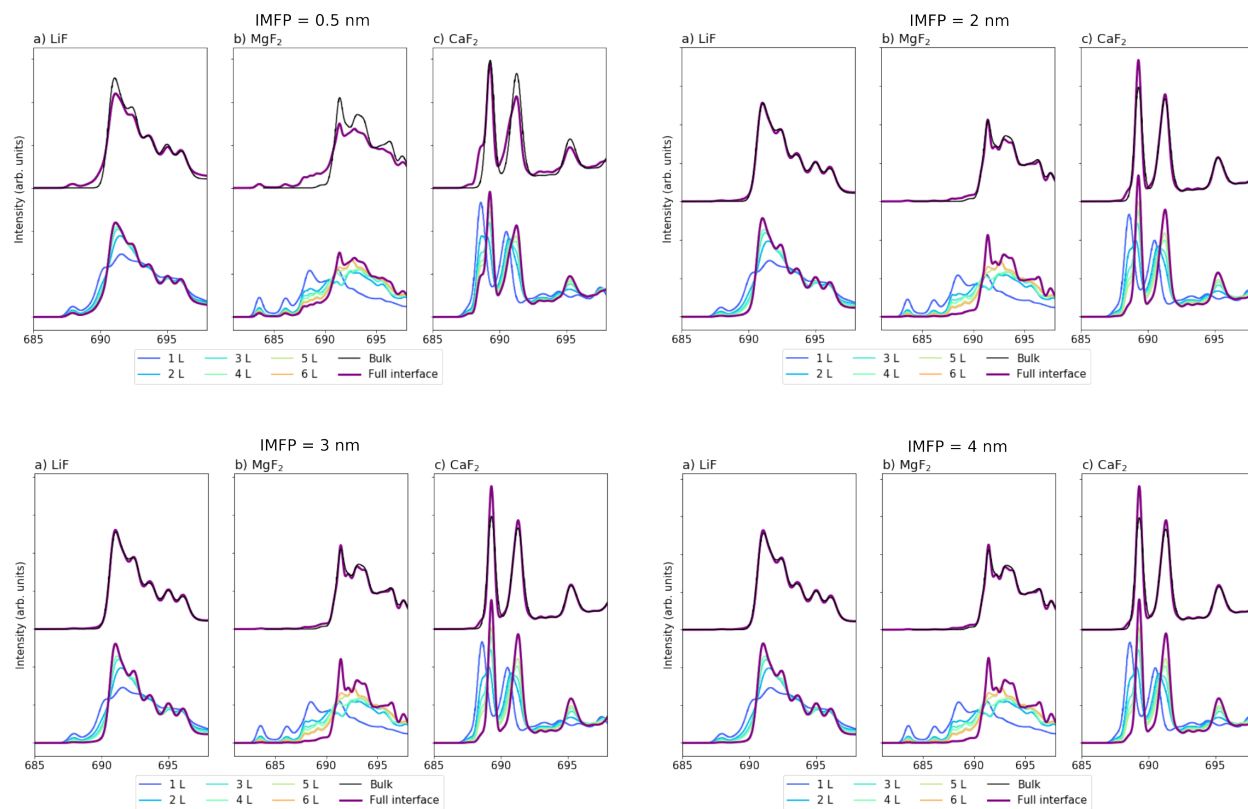 IMFP = 0.5 nm
a) LiF
b) MgF₂
c) CaF₂
Intensity (arb. units)
685 690 695 695 695
1 L 3 L 5 L Bulk
2 L 4 L 6 L Full interface
IMFP = 2 nm
a) LiF
b) MgF₂
c) CaF₂
Intensity (arb. units)
685 690 695 695 690 695
1 L 3 L 5 L Bulk
2 L 4 L 6 L Full interface
IMFP = 3 nm
a) LiF
b) MgF₂
c) CaF₂
Intensity (arb. units)
685 690 695 690 695 690 695
1 L 3 L 5 L Bulk
2 L 4 L 6 L Full interface
IMFP = 4 nm
a) LiF
b) MgF₂
c) CaF₂
Intensity (arb. units)
685 690 695 690 695 690 695
1 L 3 L 5 L Bulk
2 L 4 L 6 L Full interface